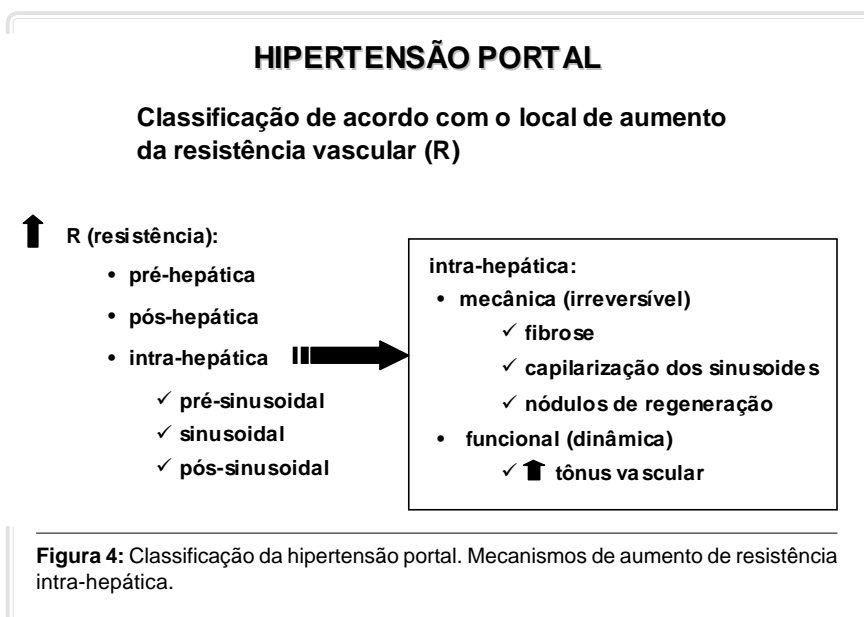 HIPERTENSÃO PORTAL
Classificação de acordo com o local de aumento
da resistência vascular (R)
R (resistência):
• pré-hepática
• pós-hepática
• intra-hepática
✓ pré-sinusoidal
✓ sinusoidal
✓ pós-sinusoidal
intra-hepática:
• mecânica (irreversível)
✓ fibrose
✓ capilarização dos sinusoides
✓ nódulos de regeneração
• funcional (dinâmica)
✓ ⬆ tônus vascular
Figura 4: Classificação da hipertensão portal. Mecanismos de aumento de resistência
intra-hepática.